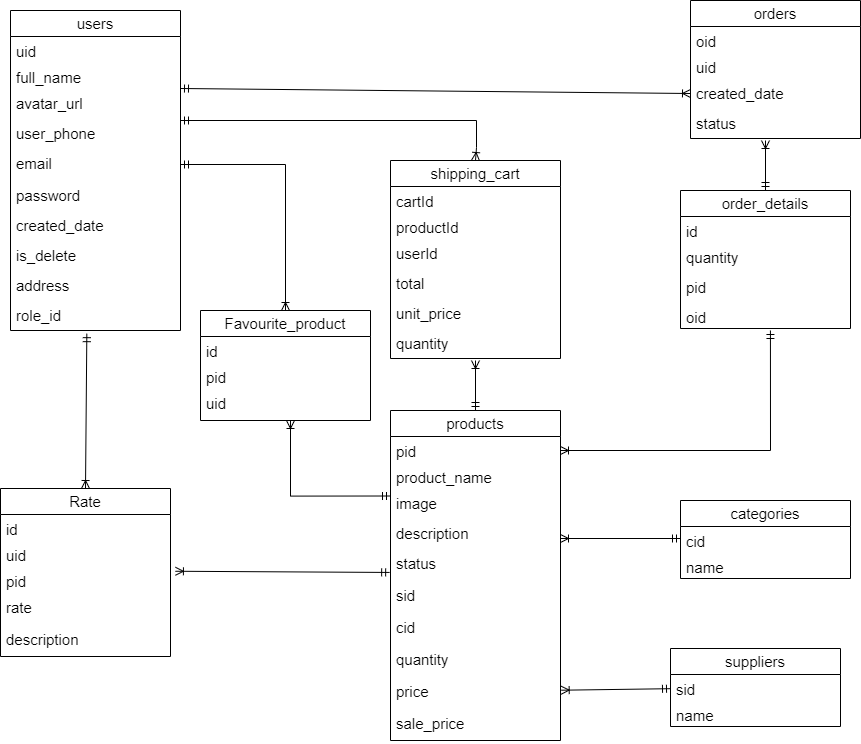 users
uid
full_name
avatar_url
user_phone
email
password
created_date
is_delete
address
role_id
orders
oid
uid
created_date
status
shipping_cart
cartId
productId
userId
total
unit_price
quantity
order_details
id
quantity
pid
oid
Favourite_product
id
pid
uid
products
pid
product_name
image
description
status
sid
cid
quantity
price
sale_price
Rate
id
uid
pid
rate
description
categories
cid
name
suppliers
sid
name